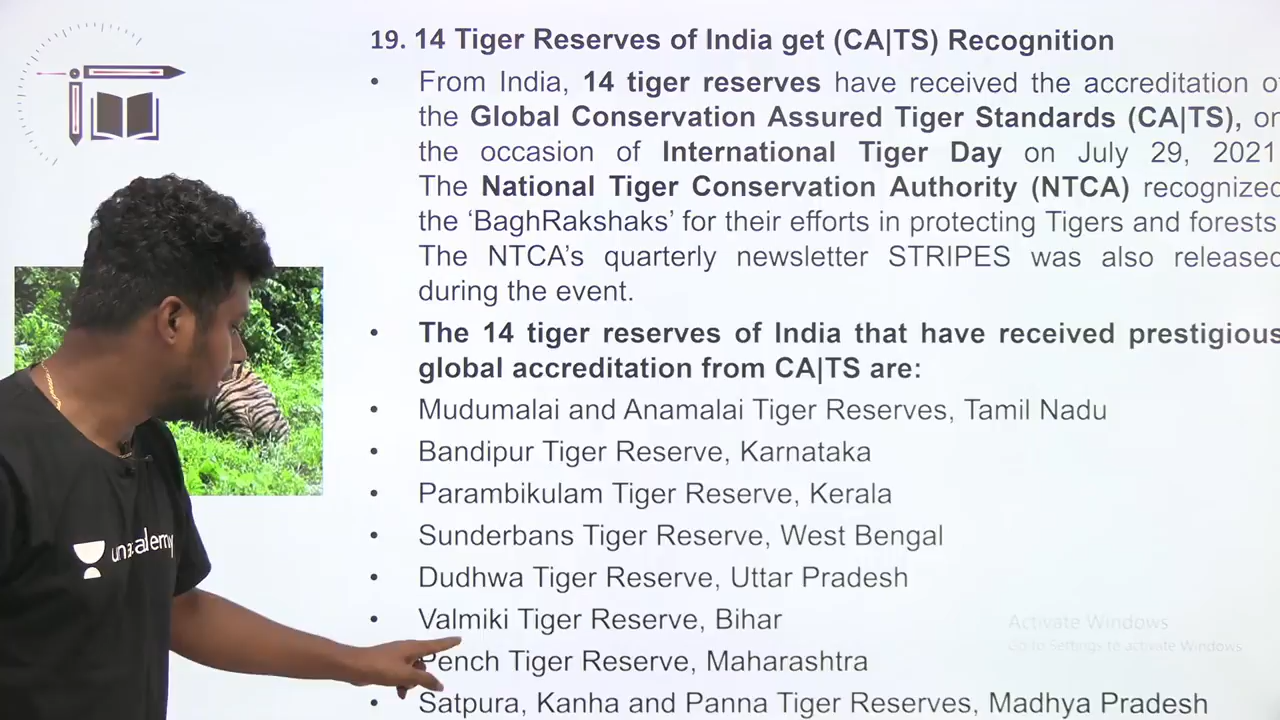 19. 14 Tiger Reserves of India get (CA|TS) Recognition
• From India, 14 tiger reserves have received the accreditation of
the Global Conservation Assured Tiger Standards (CA|TS), on
the occasion of International Tiger Day on July 29, 2021
The National Tiger Conservation Authority (NTCA) recognized
the ‘BaghRakshaks’ for their efforts in protecting Tigers and forests
The NTCA’s quarterly newsletter STRIPES was also released
during the event.
• The 14 tiger reserves of India that have received prestigious
global accreditation from CA|TS are:
• Mudumalai and Anamalai Tiger Reserves, Tamil Nadu
• Bandipur Tiger Reserve, Karnataka
• Parambikulam Tiger Reserve, Kerala
• Sunderbans Tiger Reserve, West Bengal
• Dudhwa Tiger Reserve, Uttar Pradesh
• Valmiki Tiger Reserve, Bihar
Pench Tiger Reserve, Maharashtra
• Satpura, Kanha and Panna Tiger Reserves, Madhya Pradesh
Activate Windows
Go to Settings to activate Windows
unacademy